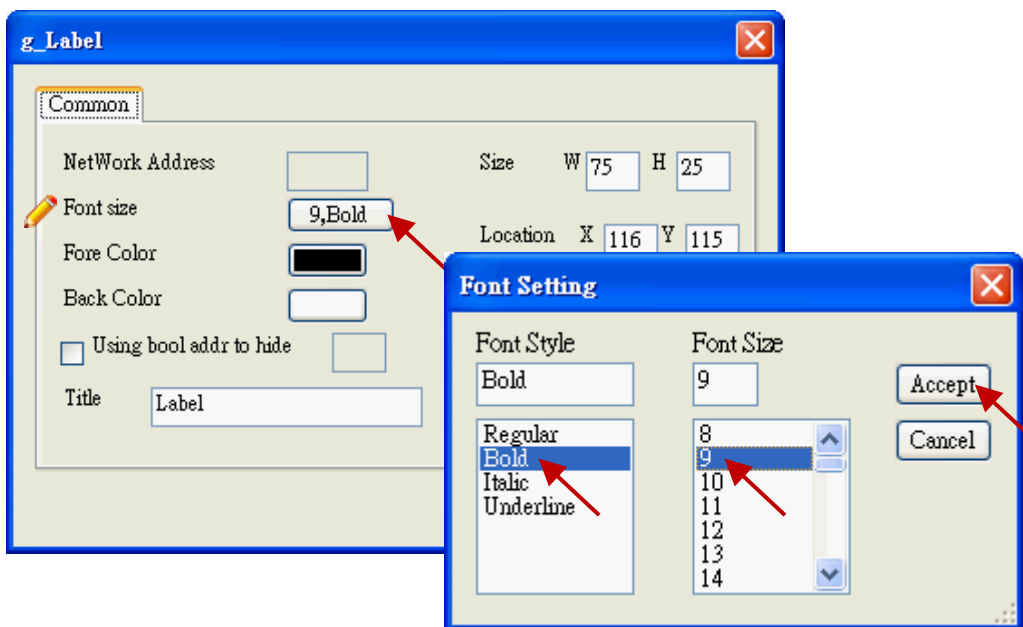 g_Label
Common
NetWork Address
Size W 75 H 25
Font size 9,Bold
Location X 116 Y 115
Fore Color
Back Color
Using bool addr to hide
Title Label
Font Setting
Font Style Font Size
Bold 9 Accept
Cancel
Regular 8
Bold 9
Italic 10
Underline 11
12
13
14